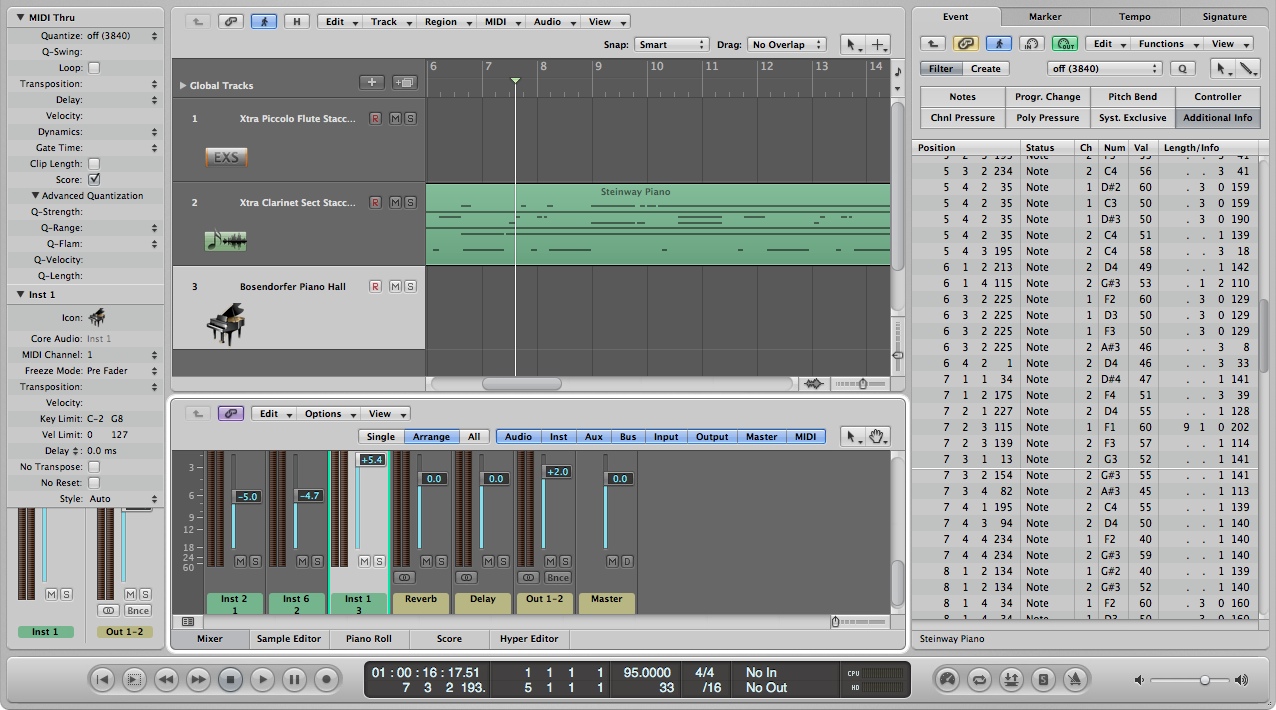 MIDI Thru
Quantize: off (3840)
Q-Swing:
Loop:
Transposition:
Delay:
Velocity:
Dynamics:
Gate Time:
Clip Length:
Score:
Advanced Quantization
Q-Strength:
Q-Range:
Q-Flam:
Q-Velocity:
Q-Length:
Inst 1
Icon:
Core Audio: Inst 1
MIDI Channel: 1
Freeze Mode: Pre Fader
Transposition:
Velocity:
Key Limit: C-2 G8
Vel Limit: 0 127
Delay : 0.0 ms
No Transpose:
No Reset:
Style: Auto
M S M S
Bnce
Inst 1 Out 1-2
H Edit Track Region MIDI Audio View
Snap: Smart Drag: No Overlap
Global Tracks
6 7 8 9 10 11 12 13 14
1 Xtra Piccolo Flute Stacc... R M S
EXS
2 Xtra Clarinet Sect Stacc... R M S
Steinway Piano
3 Bosendorfer Piano Hall R M S
Edit Options View
Single Arrange All Audio Inst Aux Bus Input Output Master MIDI
3
6
9
12
18
24
60
-5.0 -4.7 +5.4 0.0 0.0 +2.0 0.0
M S M S M S M S M S M S M D
Bnce
Inst 2 Inst 6 Inst 1 Reverb Delay Out 1-2 Master
1 2 3
Mixer Sample Editor Piano Roll Score Hyper Editor
Event Marker Tempo Signature
IN OUT Edit Functions View
Filter Create off (3840) Q
Notes Progr. Change Pitch Bend Controller
Chnl Pressure Poly Pressure Syst. Exclusive Additional Info
Position Status Ch Num Val Length/Info
5 3 2 234 Note 2 C4 56 . . 3 41
5 4 2 35 Note 1 D#2 60 . 3 0 159
5 4 2 35 Note 1 C3 50 . 3 0 159
5 4 2 35 Note 1 D#3 50 . 3 0 190
5 4 2 35 Note 2 C4 51 . . 1 139
5 4 3 195 Note 2 C4 58 . . 3 18
6 1 2 213 Note 2 D4 49 . . 1 142
6 1 4 115 Note 2 G#3 53 . 1 2 110
6 3 2 225 Note 1 F2 60 . 3 0 129
6 3 2 225 Note 1 D3 50 . 3 0 129
6 3 2 225 Note 1 F3 50 . 3 0 129
6 3 2 225 Note 2 A#3 46 . . 3 8
6 4 2 1 Note 2 D4 46 . . 3 33
7 1 1 34 Note 2 D#4 47 . . 1 141
7 1 2 175 Note 2 F4 51 . . 3 39
7 2 1 227 Note 2 D4 55 . . 1 128
7 2 3 115 Note 1 F1 60 9 1 0 202
7 2 3 139 Note 2 F3 57 . . 1 114
7 3 1 13 Note 2 G3 52 . . 1 141
7 3 2 154 Note 2 G#3 55 . . 1 141
7 3 4 82 Note 2 A#3 45 . . 1 113
7 4 1 195 Note 2 C4 55 . . 1 139
7 4 3 94 Note 2 D4 50 . . 1 140
7 4 4 234 Note 1 F2 40 . . 1 140
7 4 4 234 Note 2 G#3 59 . . 1 140
8 1 2 134 Note 1 G#2 40 . . 1 139
8 1 2 134 Note 2 G#3 52 . . 1 140
8 1 4 34 Note 1 F2 60 . 3 0 160
Steinway Piano
01 : 00 : 16 : 17.51 1 1 1 1 95.0000 4/4 No In CPU
7 3 2 193. 5 1 1 1 33 /16 No Out HD
S